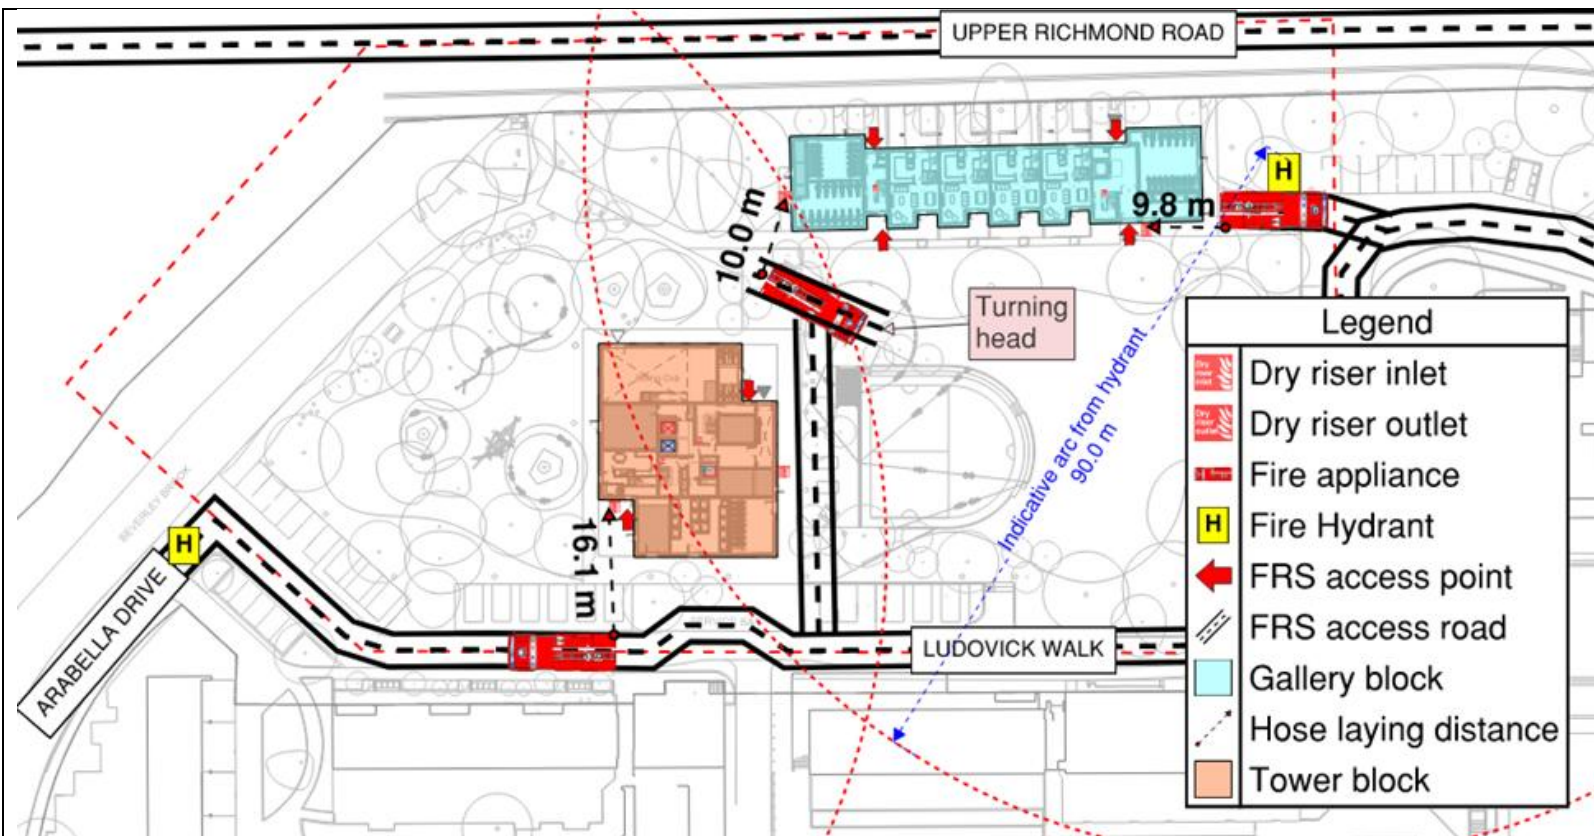 UPPER RICHMOND ROAD
H
9.8 m
10.0 m
Turning
head
Indicative arc from hydrant
90.0 m
BEVERLEY BROOK
H
16.1 m
ARABELLA DRIVE
LUDOVICK WALK
Legend
Dry riser inlet
Dry riser outlet
Fire appliance
H Fire Hydrant
FRS access point
FRS access road
Gallery block
Hose laying distance
Tower block